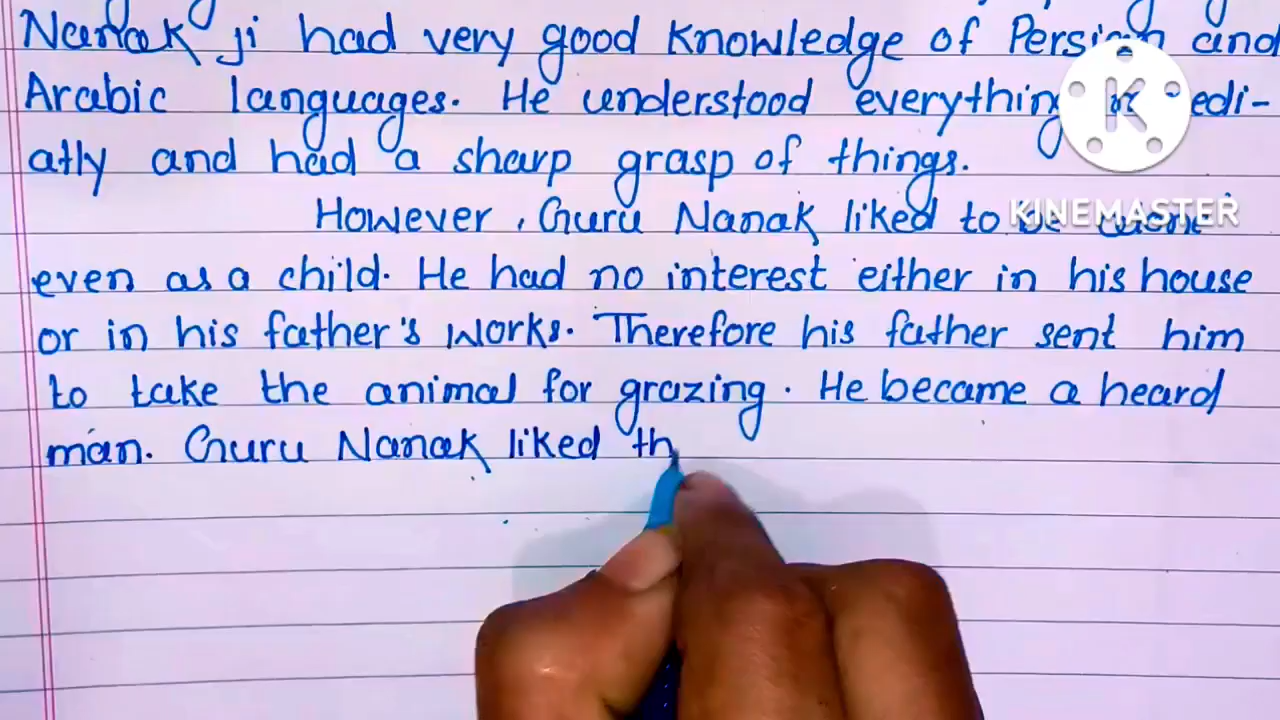 Nanak ji had very good knowledge of Persian and
Arabic languages. He understood everything edi-
atly and had a sharp grasp of things.
However, Guru Nanak liked to be alone
KINEMASTER
even as a child. He had no interest either in his house
or in his father's works. Therefore his father sent him
to take the animal for grazing. He became a heard
man. Guru Nanak liked th